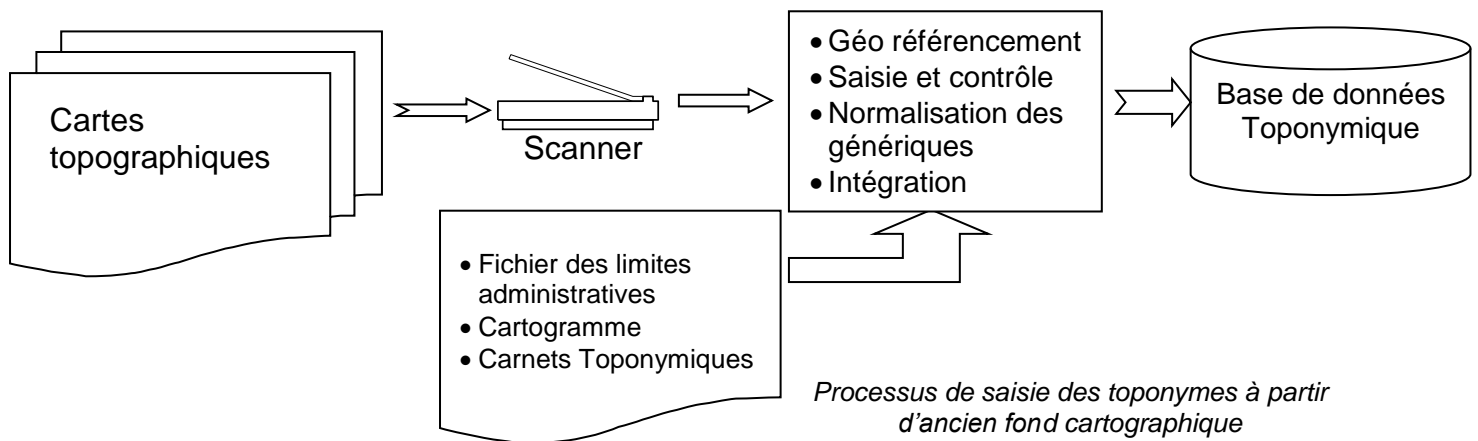 Cartes
topographiques
Scanner
• Géo référencement
• Saisie et contrôle
• Normalisation des
génériques
• Intégration
Base de données
Toponymique
• Fichier des limites
administratives
• Cartogramme
• Carnets Toponymiques
Processus de saisie des toponymes à partir
d’ancien fond cartographique